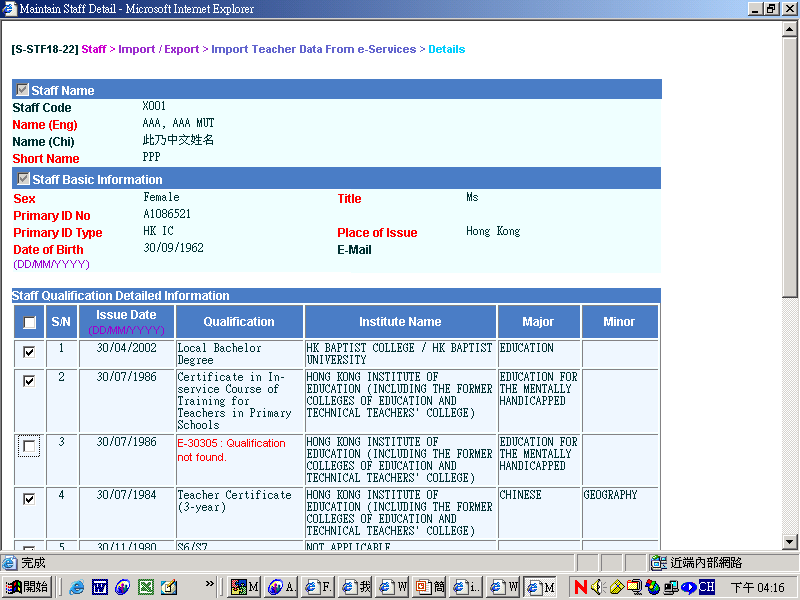 Maintain Staff Detail - Microsoft Internet Explorer
[S-STF18-22] Staff > Import / Export > Import Teacher Data From e-Services > Details
Staff Name
Staff Code X001
Name (Eng) AAA, AAA MUT
Name (Chi) 此乃中文姓名
Short Name PPP
Staff Basic Information
Sex Female Title Ms
Primary ID No A1086521
Primary ID Type HK IC Place of Issue Hong Kong
Date of Birth 30/09/1962 E-Mail
(DD/MM/YYYY)
Staff Qualification Detailed Information
S/N Issue Date Qualification Institute Name Major Minor
(DD/MM/YYYY)
1 30/04/2002 Local Bachelor HK BAPTIST COLLEGE / HK BAPTIST EDUCATION
Degree UNIVERSITY
2 30/07/1986 Certificate in In- HONG KONG INSTITUTE OF EDUCATION FOR
service Course of EDUCATION (INCLUDING THE FORMER THE MENTALLY
Training for COLLEGES OF EDUCATION AND HANDICAPPED
Teachers in Primary TECHNICAL TEACHERS' COLLEGE)
Schools
3 30/07/1986 E-30305 : Qualification HONG KONG INSTITUTE OF EDUCATION FOR
not found. EDUCATION (INCLUDING THE FORMER THE MENTALLY
COLLEGES OF EDUCATION AND HANDICAPPED
TECHNICAL TEACHERS' COLLEGE)
4 30/07/1984 Teacher Certificate HONG KONG INSTITUTE OF CHINESE GEOGRAPHY
(3-year) EDUCATION (INCLUDING THE FORMER
COLLEGES OF EDUCATION AND
TECHNICAL TEACHERS' COLLEGE)
5 30/11/1980 S6/S7 NOT APPLICABLE
完成 近端內部網路
開始 » M A. F. 我 W 簡 i.. W M CH 下午 04:16